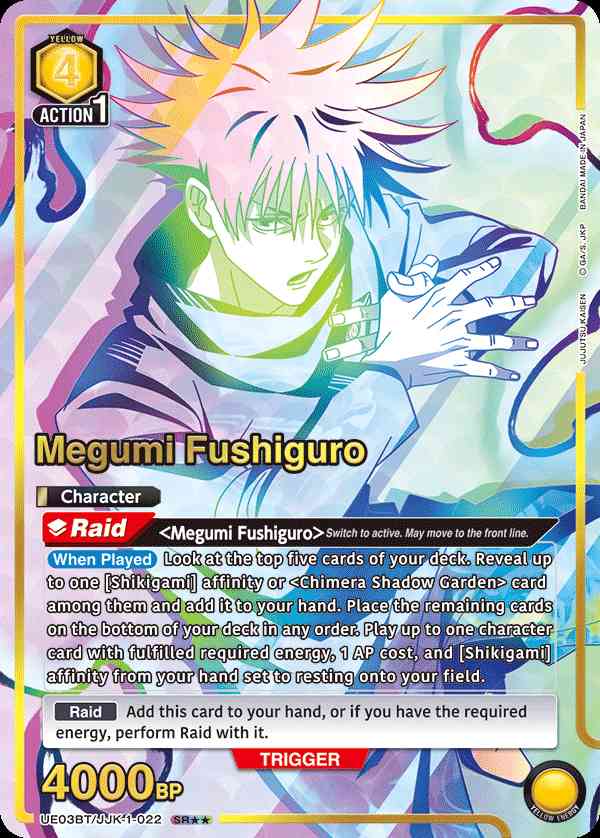 YELLOW
4
ACTION 1
BANDAI MADE IN JAPAN
© GA/S, JKP
JUJUTSU KAISEN
Megumi Fushiguro
Character
Raid <Megumi Fushiguro> Switch to active. May move to the front line.
When Played Look at the top five cards of your deck. Reveal up
to one [Shikigami] affinity or <Chimera Shadow Garden> card
among them and add it to your hand. Place the remaining cards
on the bottom of your deck in any order. Play up to one character
card with fulfilled required energy, 1 AP cost, and [Shikigami]
affinity from your hand set to resting onto your field.
Raid Add this card to your hand, or if you have the required
energy, perform Raid with it.
TRIGGER
4000BP
UE03BT/JJK-1-022 SR★★
YELLOW ENERGY